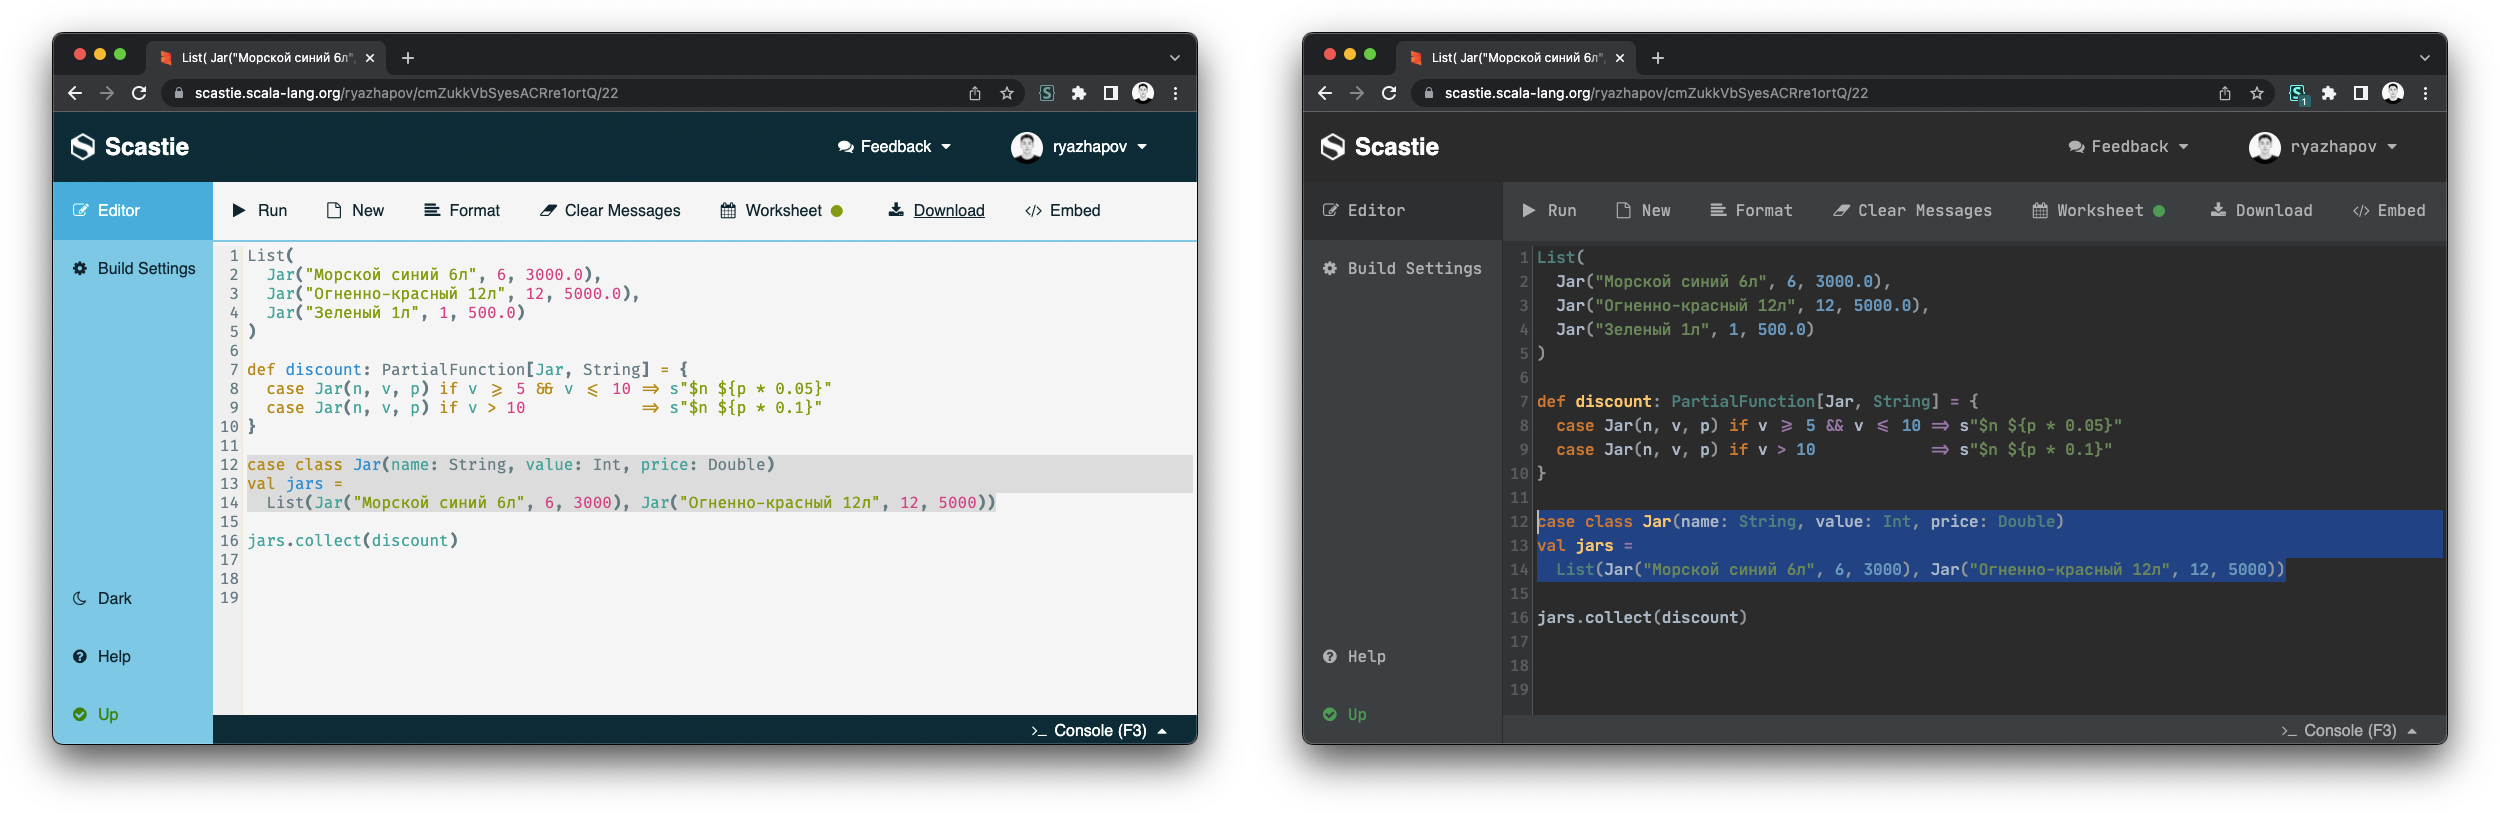 List( Jar("Морской синий 6л",
scastie.scala-lang.org/ryazhapov/cmZukkVbSyesACRre1ortQ/22
Scastie
Feedback
ryazhapov
Editor
Run
New
Format
Clear Messages
Worksheet
Download
</> Embed
Build Settings
1 List(
2 Jar("Морской синий 6л", 6, 3000.0),
3 Jar("Огненно-красный 12л", 12, 5000.0),
4 Jar("Зеленый 1л", 1, 500.0)
5 )
6
7 def discount: PartialFunction[Jar, String] = {
8 case Jar(n, v, p) if v ⩾ 5 && v ⩽ 10 ⇒ s"$n ${p * 0.05}"
9 case Jar(n, v, p) if v > 10 ⇒ s"$n ${p * 0.1}"
10 }
11
12 case class Jar(name: String, value: Int, price: Double)
13 val jars =
14 List(Jar("Морской синий 6л", 6, 3000), Jar("Огненно-красный 12л", 12, 5000))
15
16 jars.collect(discount)
17
18
19
Dark
Help
Up
>_ Console (F3)
List( Jar("Морской синий 6л",
scastie.scala-lang.org/ryazhapov/cmZukkVbSyesACRre1ortQ/22
1
Scastie
Feedback
ryazhapov
Editor
Run
New
Format
Clear Messages
Worksheet
Download
</> Embed
Build Settings
1 List(
2 Jar("Морской синий 6л", 6, 3000.0),
3 Jar("Огненно-красный 12л", 12, 5000.0),
4 Jar("Зеленый 1л", 1, 500.0)
5 )
6
7 def discount: PartialFunction[Jar, String] = {
8 case Jar(n, v, p) if v ⩾ 5 && v ⩽ 10 ⇒ s"$n ${p * 0.05}"
9 case Jar(n, v, p) if v > 10 ⇒ s"$n ${p * 0.1}"
10 }
11
12 case class Jar(name: String, value: Int, price: Double)
13 val jars =
14 List(Jar("Морской синий 6л", 6, 3000), Jar("Огненно-красный 12л", 12, 5000))
15
16 jars.collect(discount)
17
18
19
Help
Up
>_ Console (F3)